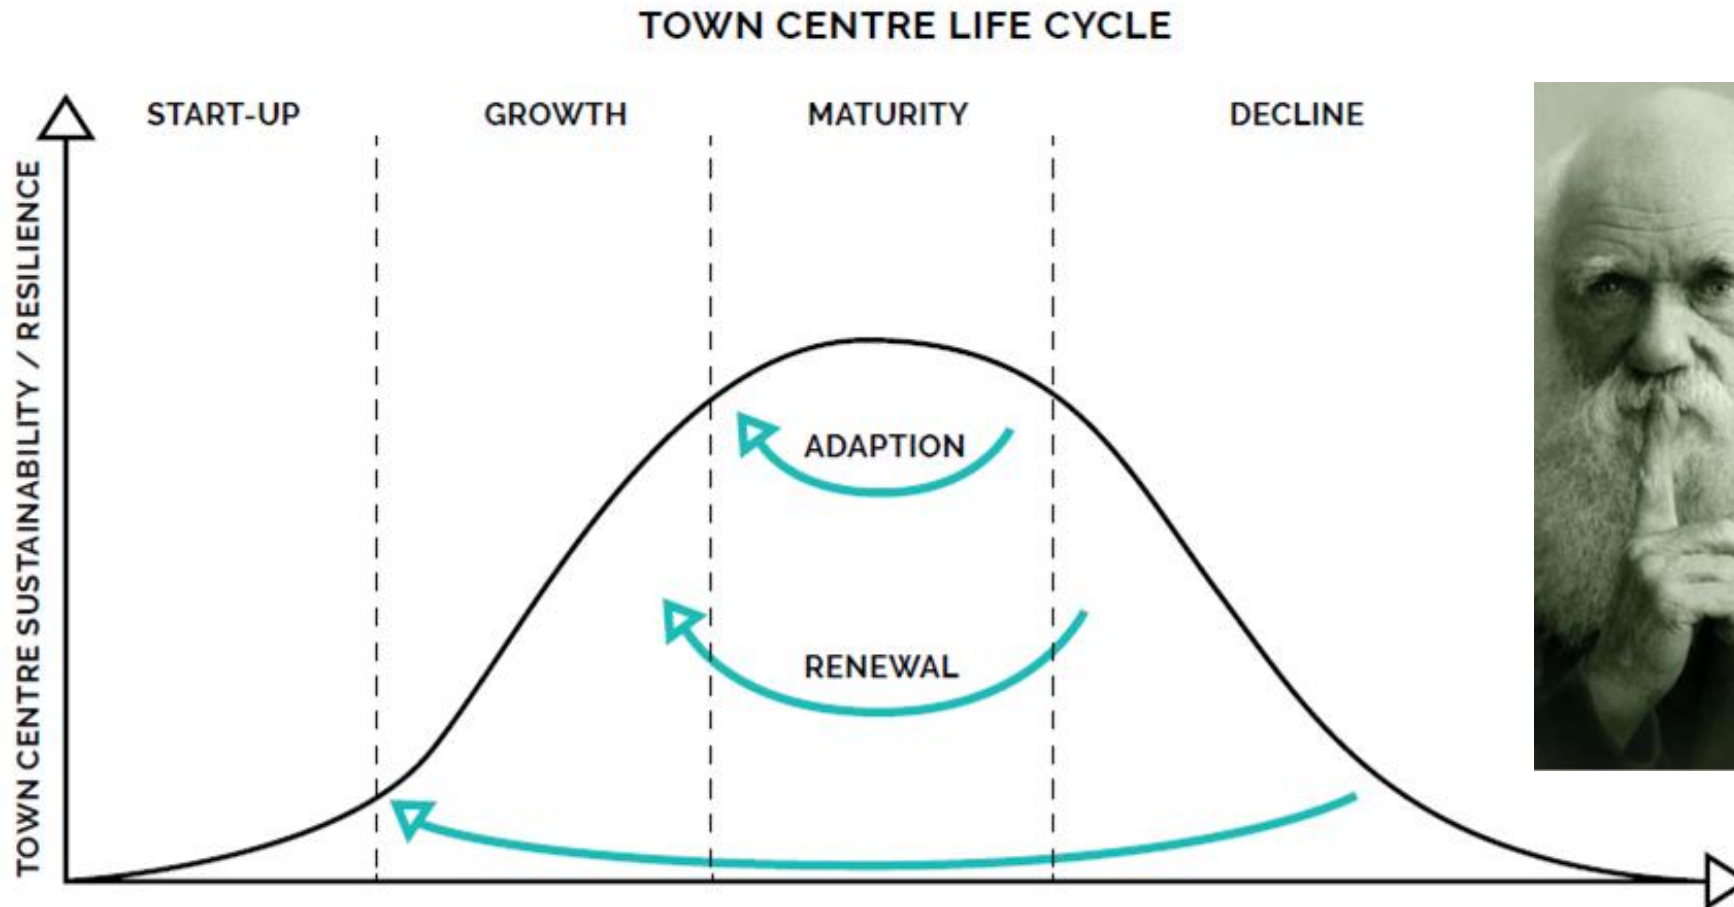 TOWN CENTRE LIFE CYCLE
START-UP
GROWTH
MATURITY
DECLINE
TOWN CENTRE SUSTAINABILITY / RESILIENCE
ADAPTION
RENEWAL